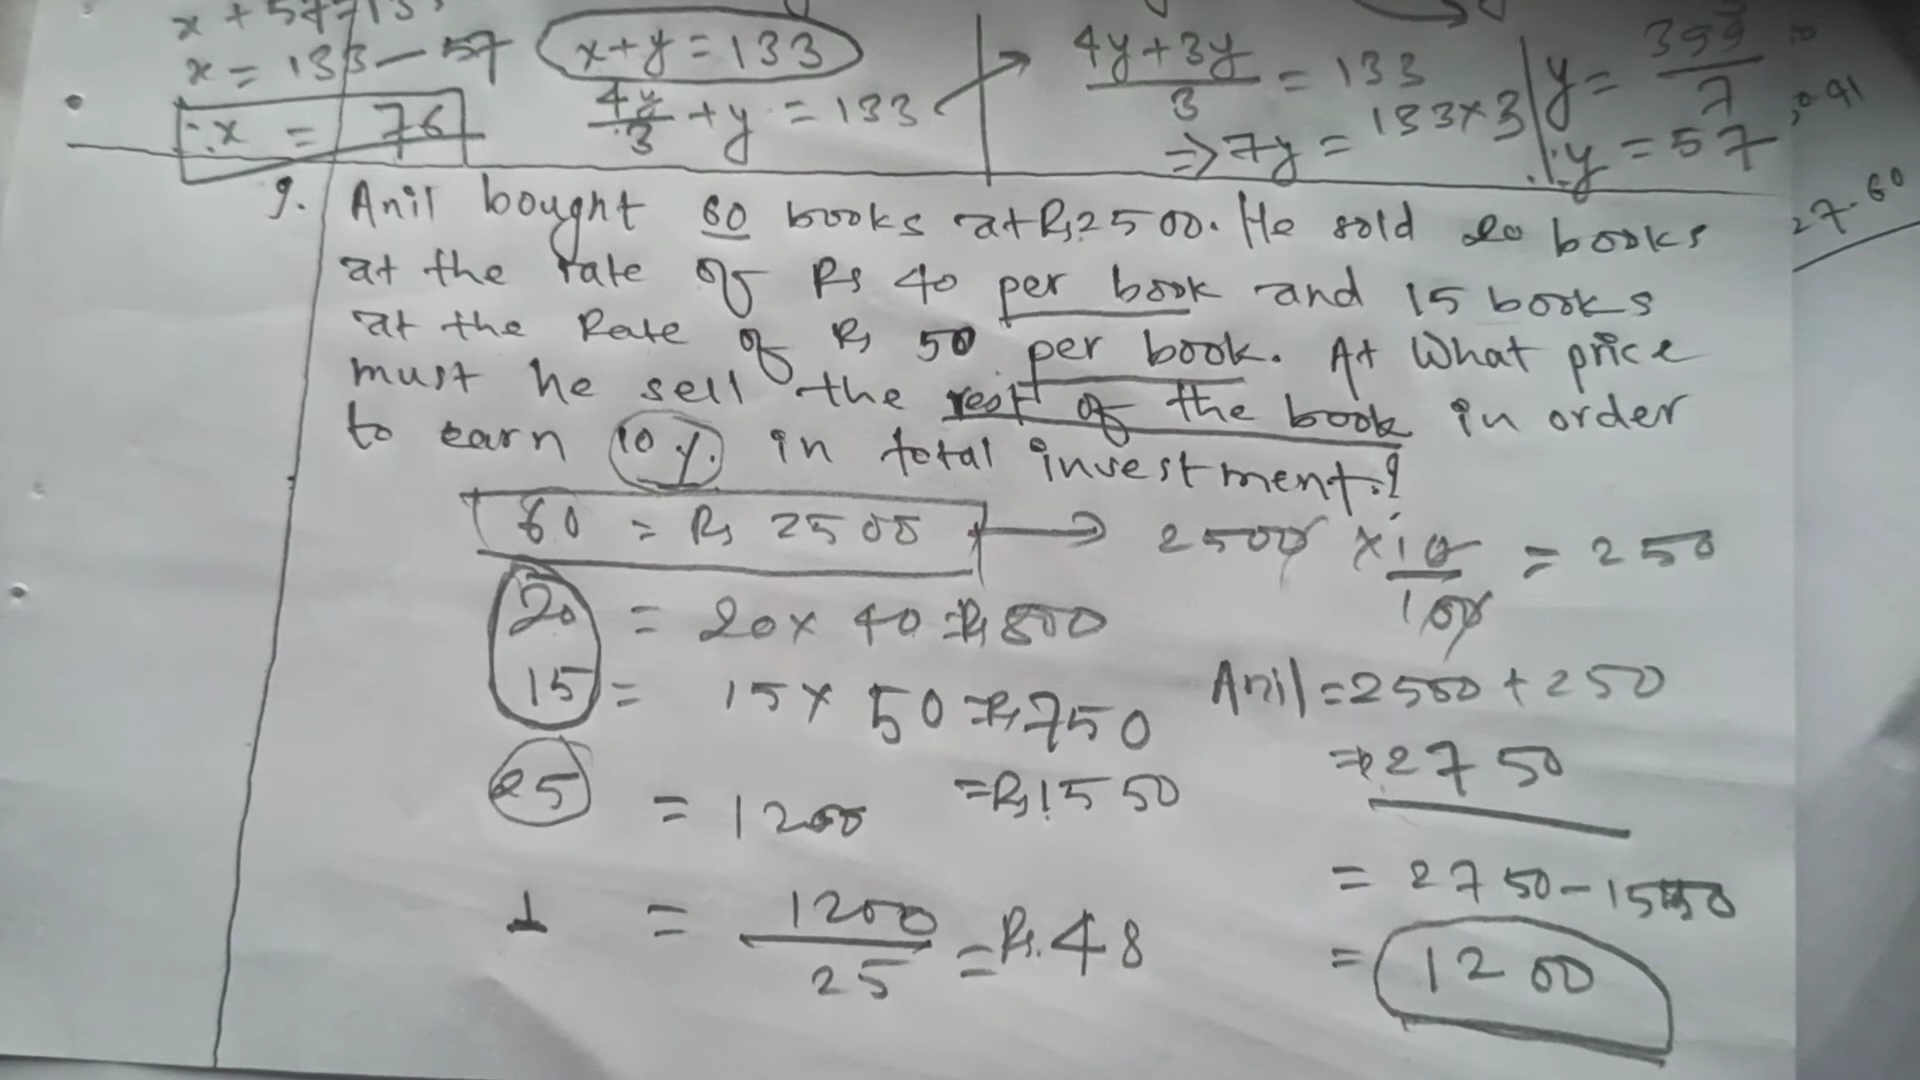 x + 57 = 133
x = 133 - 57
∴ x = 76
x + y = 133
4y/3 + y = 133
4y + 3y / 3 = 133
=> 7y = 133 x 3
y = 399/7
∴ y = 57
9. Anil bought 60 books at Rs 2500. He sold 20 books
at the rate of Rs 40 per book and 15 books
at the Rate of Rs 50 per book. At What price
must he sell the rest of the book in order
to earn 10%. in total investment.?
60 = Rs 2500 → 2500 x 10/100 = 250
20 = 20 x 40 = Rs 800
15 = 15 x 50 = Rs 750
= Rs 1550
25 = 1200
1 = 1200/25 = Rs. 48
Anil = 2500 + 250
=> 2750
= 2750 - 1550
= 1200
27.60